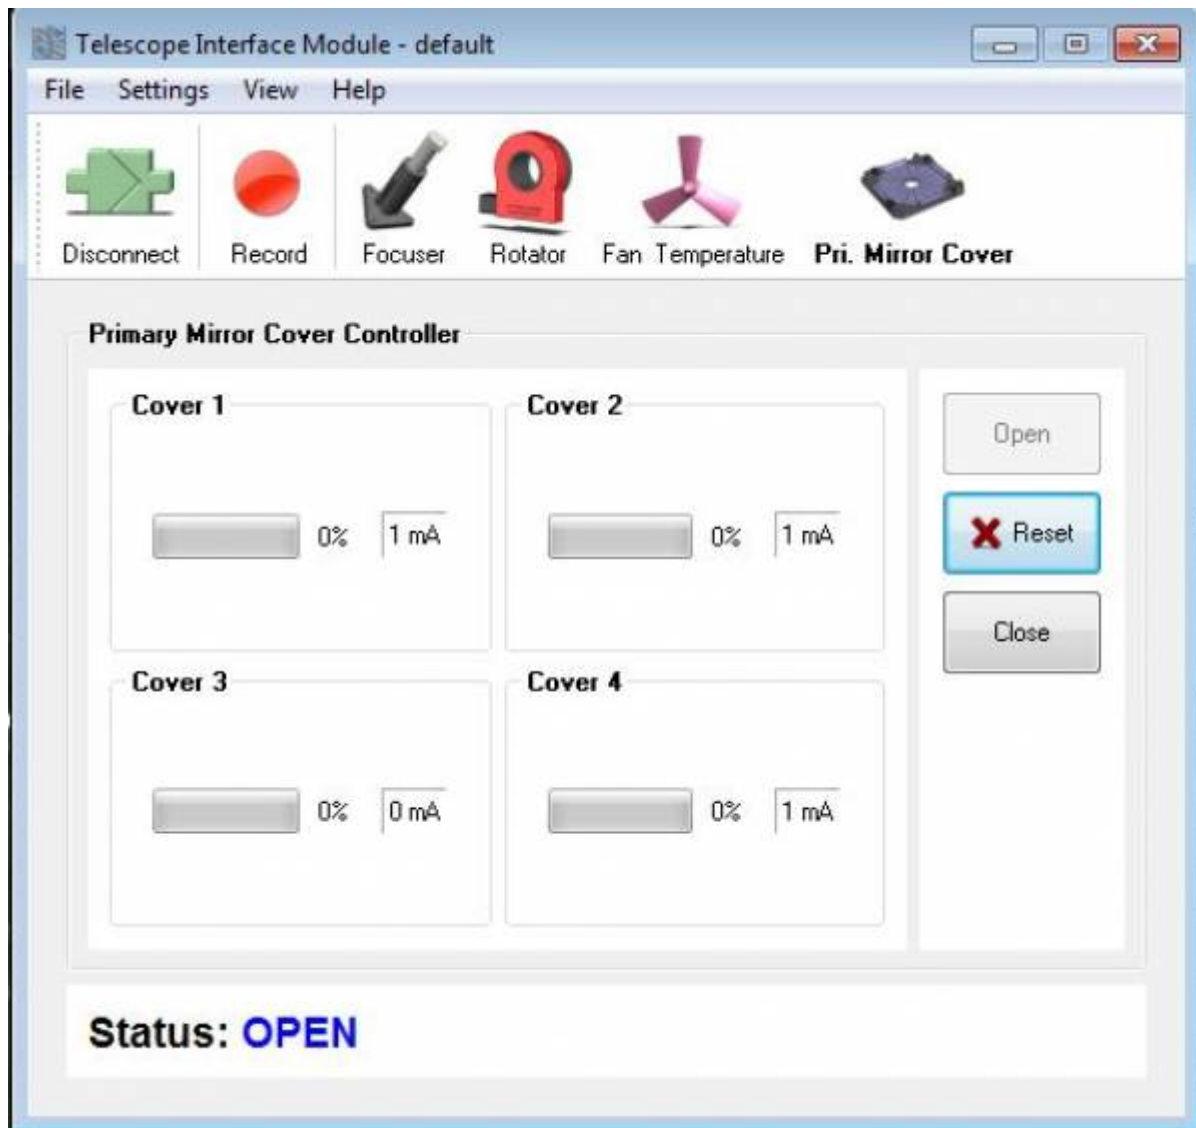 Telescope Interface Module - default
File Settings View Help
Disconnect Record Focuser Rotator Fan Temperature Pri. Mirror Cover
Primary Mirror Cover Controller
Cover 1
0% 1 mA
Cover 2
0% 1 mA
Cover 3
0% 0 mA
Cover 4
0% 1 mA
Open
Reset
Close
Status: OPEN